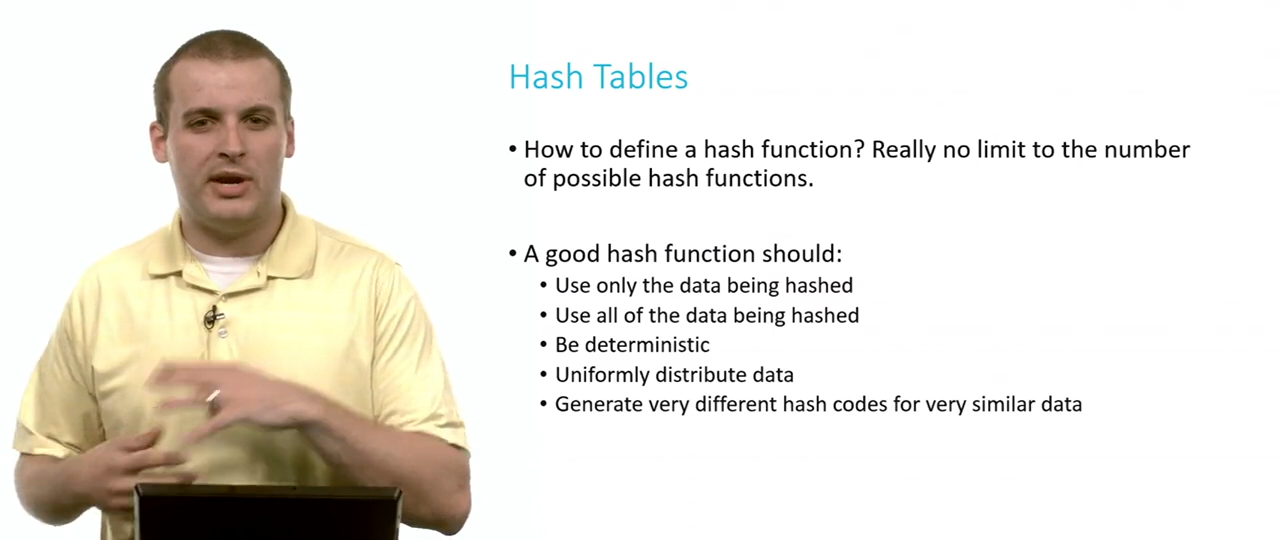 Hash Tables
• How to define a hash function? Really no limit to the number
of possible hash functions.
• A good hash function should:
• Use only the data being hashed
• Use all of the data being hashed
• Be deterministic
• Uniformly distribute data
• Generate very different hash codes for very similar data